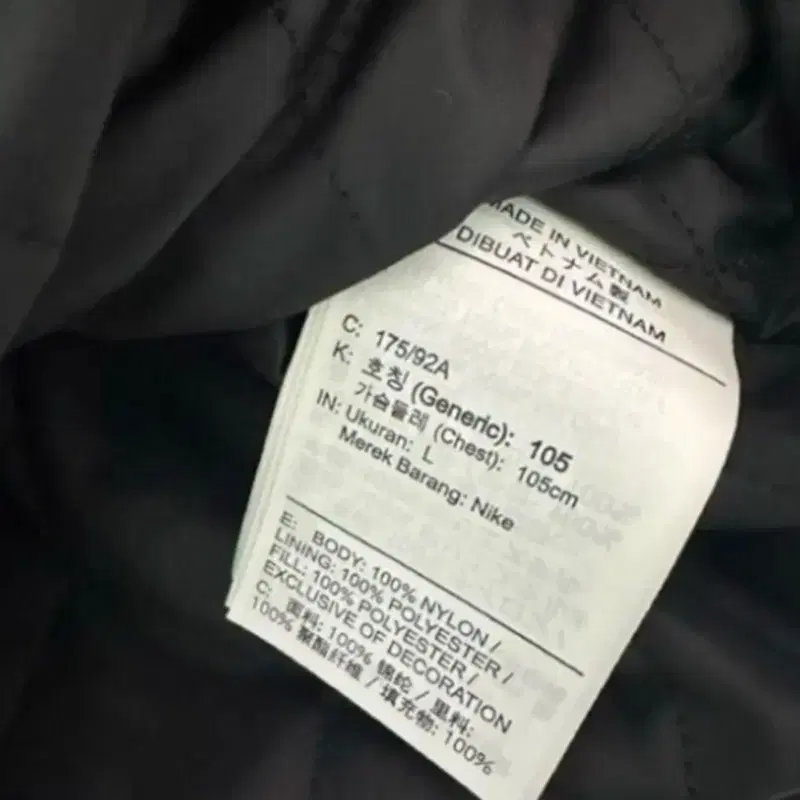 MADE IN VIETNAM
ベトナム製
DIBUAT DI VIETNAM
C: 175/92A
K: 호칭 (Generic): 105
가슴둘레 (Chest): 105cm
IN: Ukuran: L
Merek Barang: Nike
E: BODY: 100% NYLON /
LINING: 100% POLYESTER /
FILL: 100% POLYESTER /
EXCLUSIVE OF DECORATION
C: 面料: 100% 锦纶 / 里料:
100% 聚酯纤维 / 填充物: 100%